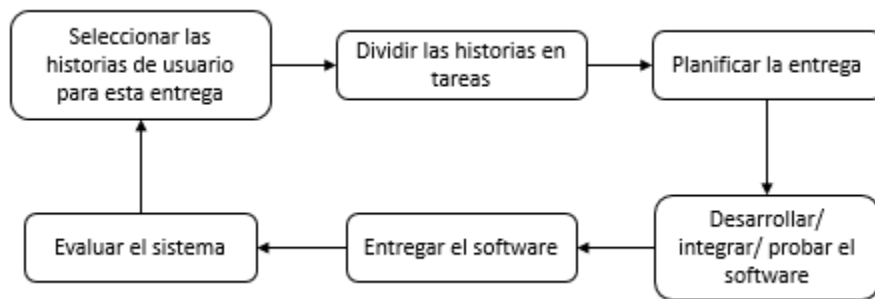 Seleccionar las
historias de usuario
para esta entrega
Dividir las historias en
tareas
Planificar la entrega
Desarrollar/
integrar/ probar el
software
Entregar el software
Evaluar el sistema